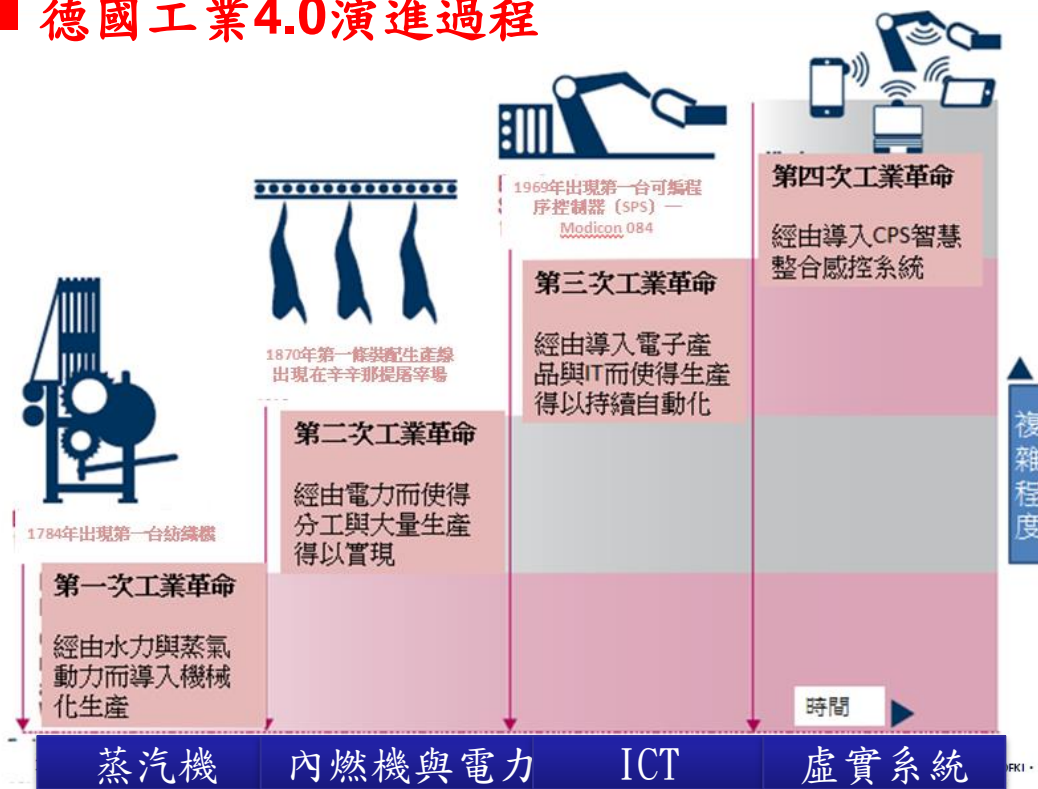 德國工業4.0演進過程
1784年出現第一台紡織機
第一次工業革命
經由水力與蒸氣
動力而導入機械
化生產
1870年第一條裝配生產線
出現在辛辛那提屠宰場
第二次工業革命
經由電力而使得
分工與大量生產
得以實現
1969年出現第一台可編程
序控制器（SPS）—
Modicon 084
第三次工業革命
經由導入電子產
品與IT而使得生產
得以持續自動化
第四次工業革命
經由導入CPS智慧
整合感控系統
複雜程度
時間
蒸汽機
內燃機與電力
ICT
虛實系統